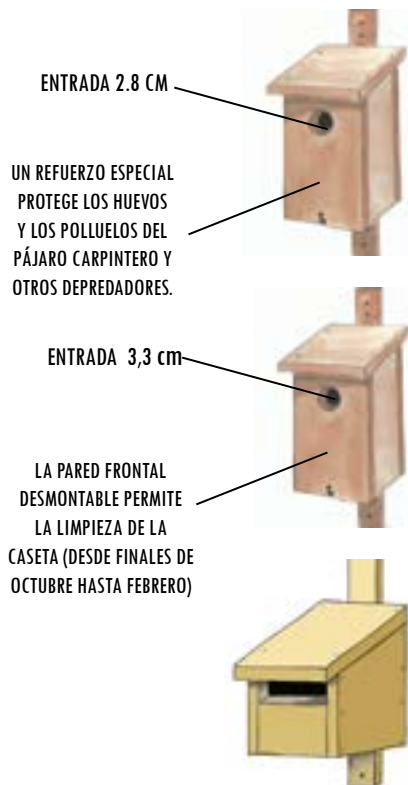 ENTRADA 2.8 CM
UN REFUERZO ESPECIAL
PROTEGE LOS HUEVOS
Y LOS POLLUELOS DEL
PÁJARO CARPINTERO Y
OTROS DEPREDADORES.
ENTRADA 3,3 cm
LA PARED FRONTAL
DESMONTABLE PERMITE
LA LIMPIEZA DE LA
CASETA (DESDE FINALES DE
OCTUBRE HASTA FEBRERO)